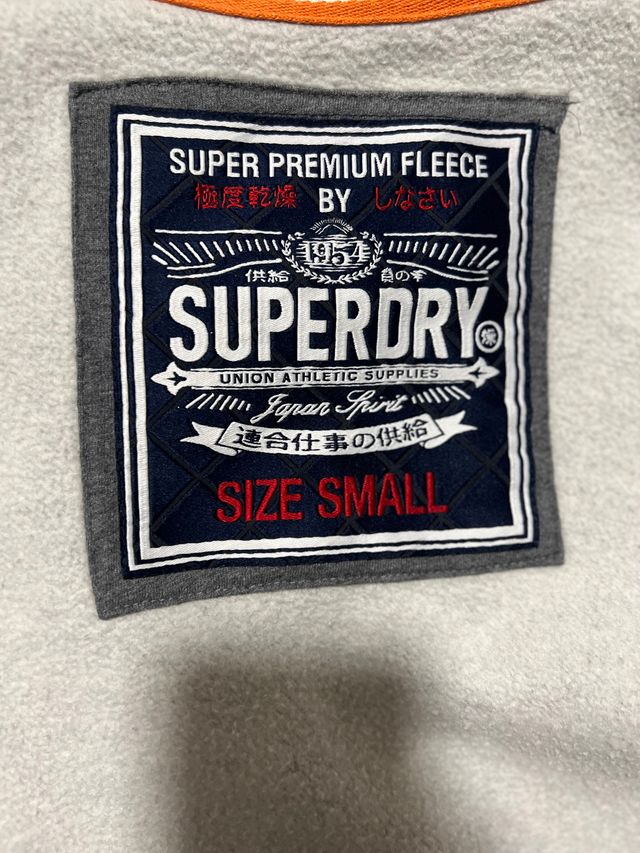 SUPER PREMIUM FLEECE
極度乾燥 BY しなさい
1954
供給
SUPERDRY
UNION ATHLETIC SUPPLIES
Japan Spirit
連合仕事の供給
SIZE SMALL